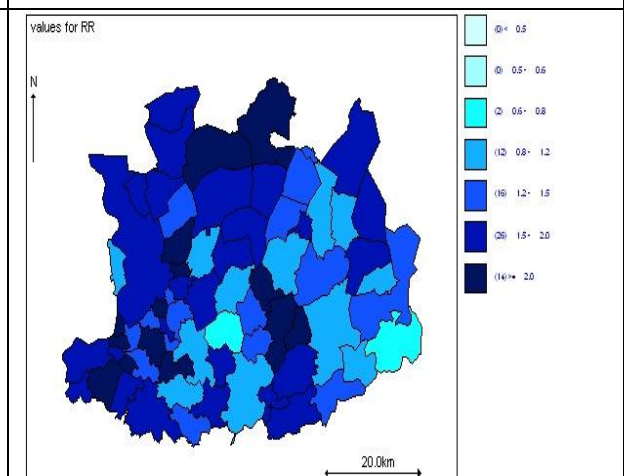 values for RR
N
(0) < 0.5
(0) 0.5 - 0.6
(2) 0.6 - 0.8
(12) 0.8 - 1.2
(16) 1.2 - 1.5
(26) 1.5 - 2.0
(14) >= 2.0
20.0km